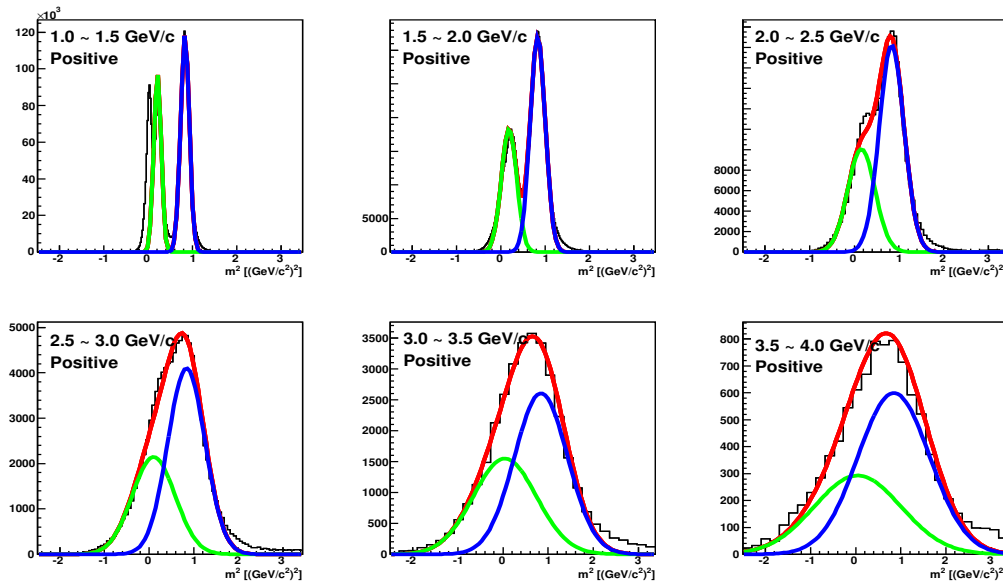 ×10³
120
100
80
60
40
20
0
1.0 ~ 1.5 GeV/c
Positive
-2 0 1 2 3
m² [(GeV/c²)²]
5000
0
1.5 ~ 2.0 GeV/c
Positive
-2 -1 0 1 2 3
m² [(GeV/c²)²]
8000
6000
4000
2000
0
2.0 ~ 2.5 GeV/c
Positive
-2 -1 0 1 2 3
m² [(GeV/c²)²]
5000
4000
3000
2000
1000
0
2.5 ~ 3.0 GeV/c
Positive
-2 -1 0 1 2 3
m² [(GeV/c²)²]
3500
3000
2500
2000
1500
1000
500
0
3.0 ~ 3.5 GeV/c
Positive
-2 -1 0 1 2 3
m² [(GeV/c²)²]
800
600
400
200
0
3.5 ~ 4.0 GeV/c
Positive
-2 -1 0 1 2 3
m² [(GeV/c²)²]